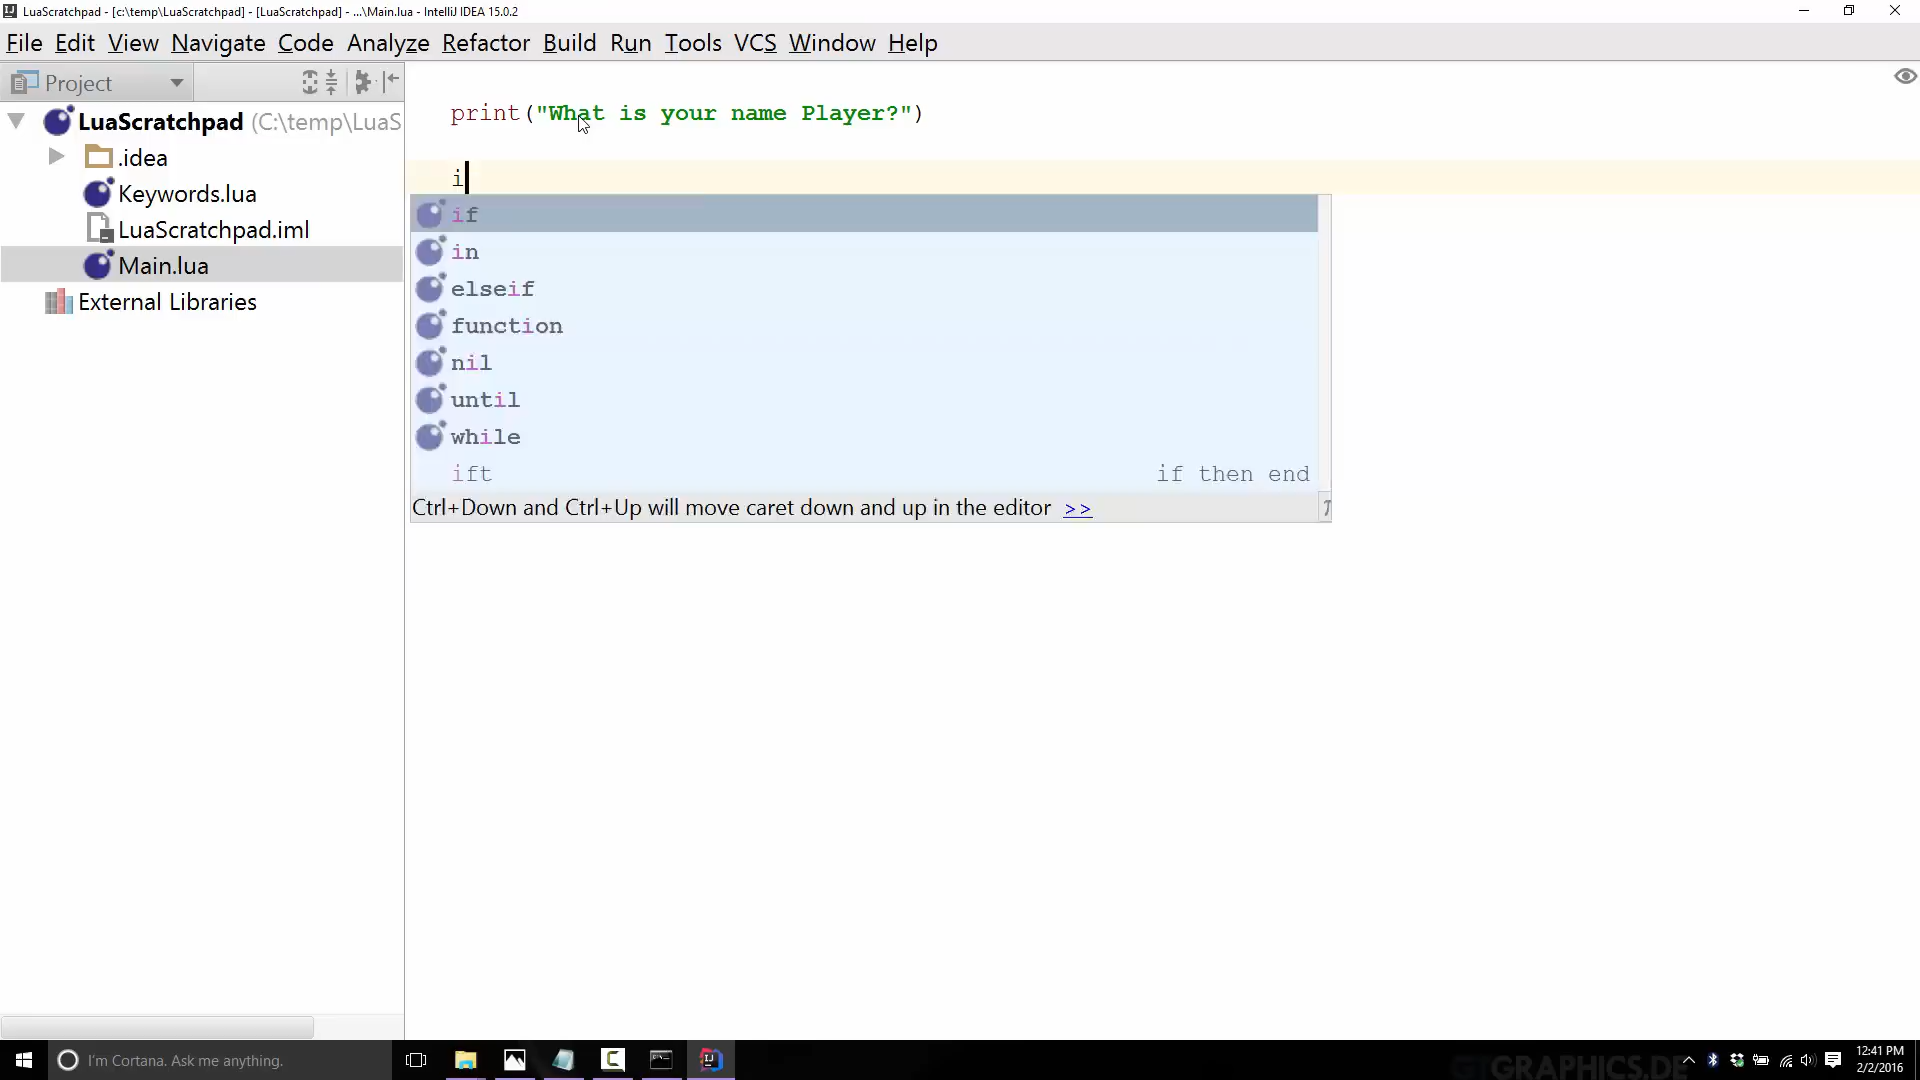 LuaScratchpad - [c:\temp\LuaScratchpad] - [LuaScratchpad] - ...\Main.lua - IntelliJ IDEA 15.0.2
File Edit View Navigate Code Analyze Refactor Build Run Tools VCS Window Help
Project
LuaScratchpad (C:\temp\LuaS
.idea
Keywords.lua
LuaScratchpad.iml
Main.lua
External Libraries
print("What is your name Player?")
i
if
in
elseif
function
nil
until
while
ift if then end
Ctrl+Down and Ctrl+Up will move caret down and up in the editor >>
I'm Cortana. Ask me anything.
GTGRAPHICS.DE
12:41 PM
2/2/2016